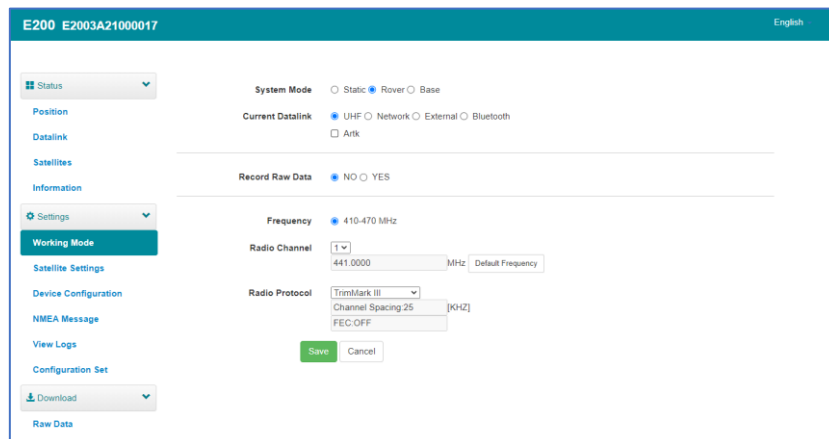 E200 E2003A21000017
English
Status
Position
Datalink
Satellites
Information
Settings
Working Mode
Satellite Settings
Device Configuration
NMEA Message
View Logs
Configuration Set
Download
Raw Data
System Mode Static Rover Base
Current Datalink UHF Network External Bluetooth
Artk
Record Raw Data NO YES
Frequency 410-470 MHz
Radio Channel 1
441.0000 MHz Default Frequency
Radio Protocol TrimMark III
Channel Spacing:25 [KHZ]
FEC:OFF
Save Cancel